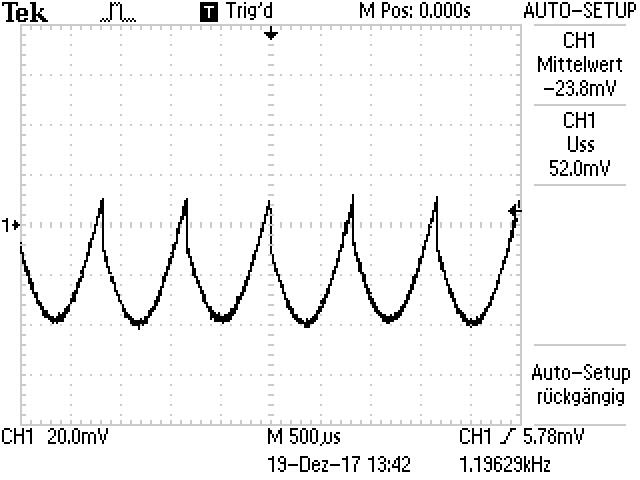 Tek T Trig'd M Pos: 0.000s AUTO-SETUP
CH1
Mittelwert
-23.8mV
CH1
Uss
52.0mV
1
Auto-Setup
rückgängig
CH1 20.0mV M 500µs CH1 5.78mV
19-Dez-17 13:42 1.19629kHz